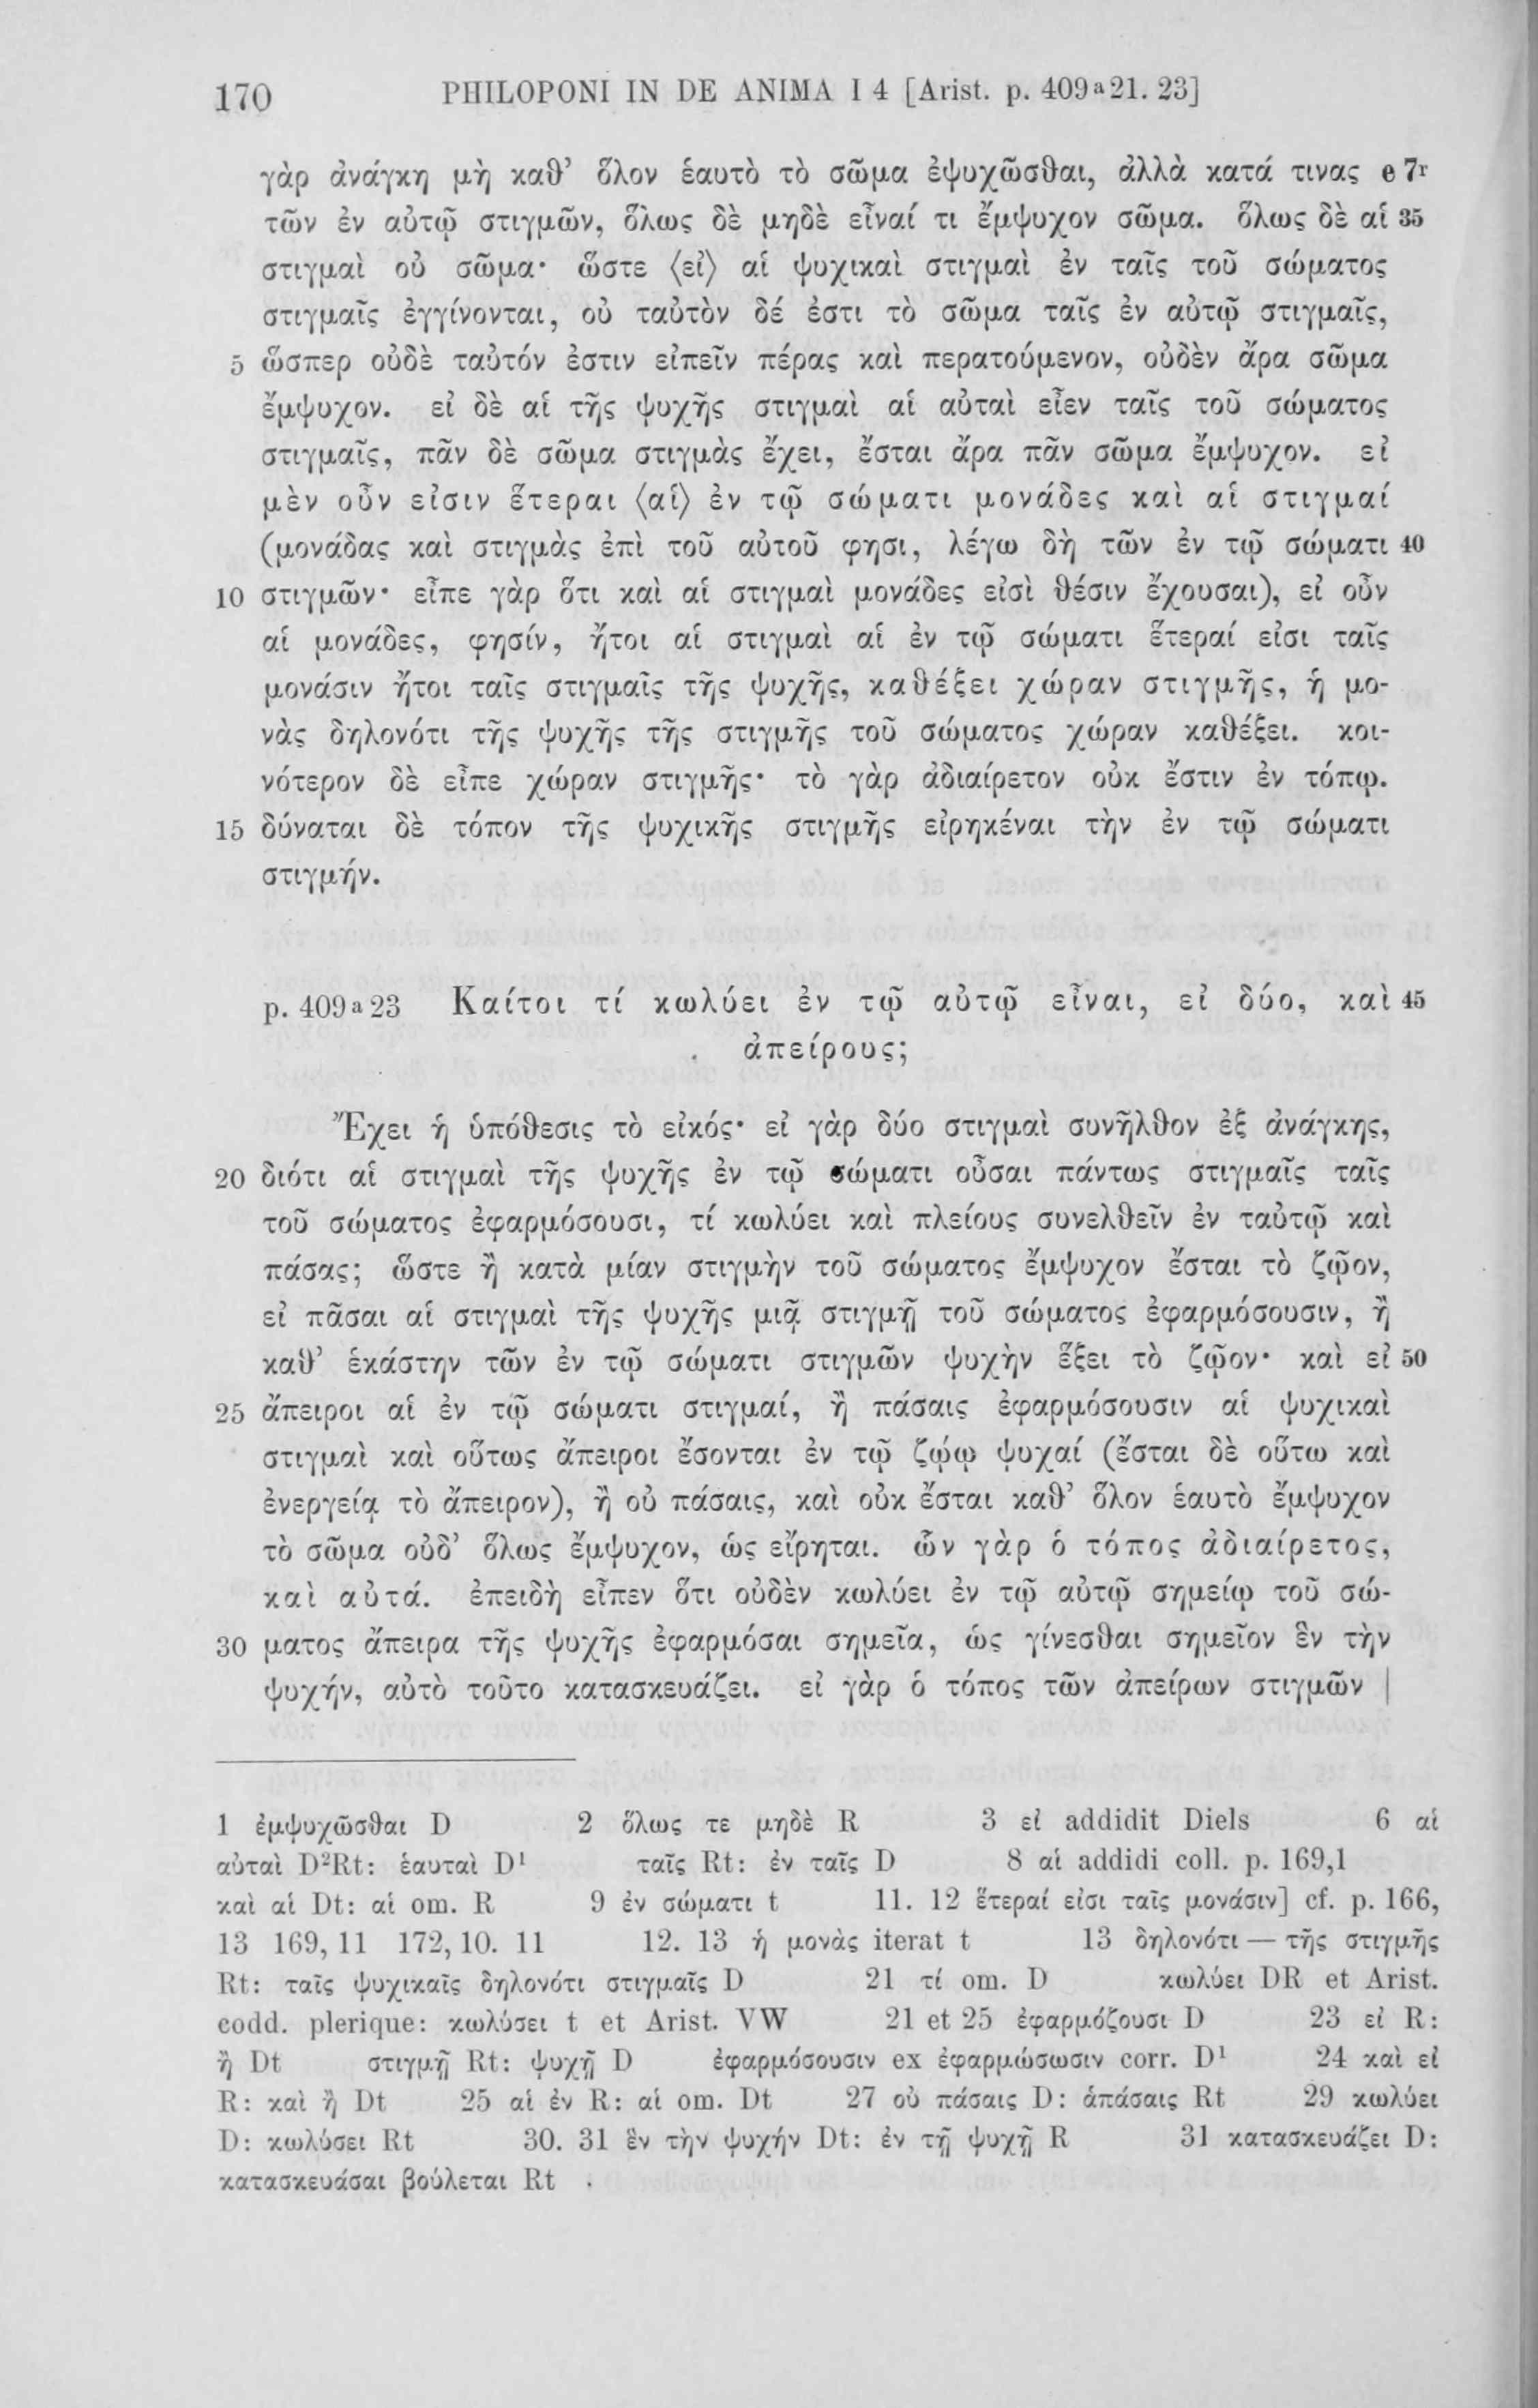 170 PHILOPONI IN DE ANIMA I 4 [Arist. p. 409ᵃ21. 23]
γὰρ ἀνάγκη μὴ καθ’ ὅλον ἑαυτὸ τὸ σῶμα ἐψυχῶσθαι, ἀλλὰ κατά τινας e 7ʳ
τῶν ἐν αὐτῷ στιγμῶν, ὅλως δὲ μηδὲ εἶναί τι ἔμψυχον σῶμα. ὅλως δὲ αἱ 35
στιγμαὶ οὐ σῶμα· ὥστε ⟨εἰ⟩ αἱ ψυχικαὶ στιγμαὶ ἐν ταῖς τοῦ σώματος
στιγμαῖς ἐγγίνονται, οὐ ταὐτὸν δέ ἐστι τὸ σῶμα ταῖς ἐν αὐτῷ στιγμαῖς,
5 ὥσπερ οὐδὲ ταὐτόν ἐστιν εἰπεῖν πέρας καὶ περατούμενον, οὐδὲν ἄρα σῶμα
ἔμψυχον. εἰ δὲ αἱ τῆς ψυχῆς στιγμαὶ αἱ αὐταὶ εἶεν ταῖς τοῦ σώματος
στιγμαῖς, πᾶν δὲ σῶμα στιγμὰς ἔχει, ἔσται ἄρα πᾶν σῶμα ἔμψυχον. εἰ
μὲν οὖν εἰσιν ἕτεραι ⟨αἱ⟩ ἐν τῷ σώματι μονάδες καὶ αἱ στιγμαί
(μονάδας καὶ στιγμὰς ἐπὶ τοῦ αὐτοῦ φησι, λέγω δὴ τῶν ἐν τῷ σώματι 40
10 στιγμῶν· εἶπε γὰρ ὅτι καὶ αἱ στιγμαὶ μονάδες εἰσὶ θέσιν ἔχουσαι), εἰ οὖν
αἱ μονάδες, φησίν, ἤτοι αἱ στιγμαὶ αἱ ἐν τῷ σώματι ἕτεραί εἰσι ταῖς
μονάσιν ἤτοι ταῖς στιγμαῖς τῆς ψυχῆς, καθέξει χώραν στιγμῆς, ἡ μο-
νὰς δηλονότι τῆς ψυχῆς τῆς στιγμῆς τοῦ σώματος χώραν καθέξει. κοι-
νότερον δὲ εἶπε χώραν στιγμῆς· τὸ γὰρ ἀδιαίρετον οὐκ ἔστιν ἐν τόπῳ.
15 δύναται δὲ τόπον τῆς ψυχικῆς στιγμῆς εἰρηκέναι τὴν ἐν τῷ σώματι
στιγμήν.
p. 409ᵃ23 Καίτοι τί κωλύει ἐν τῷ αὐτῷ εἶναι, εἰ δύο, καὶ 45
ἀπείρους;
Ἔχει ἡ ὑπόθεσις τὸ εἰκός· εἰ γὰρ δύο στιγμαὶ συνῆλθον ἐξ ἀνάγκης,
20 διότι αἱ στιγμαὶ τῆς ψυχῆς ἐν τῷ σώματι οὖσαι πάντως στιγμαῖς ταῖς
τοῦ σώματος ἐφαρμόσουσι, τί κωλύει καὶ πλείους συνελθεῖν ἐν ταὐτῷ καὶ
πάσας; ὥστε ἢ κατὰ μίαν στιγμὴν τοῦ σώματος ἔμψυχον ἔσται τὸ ζῷον,
εἰ πᾶσαι αἱ στιγμαὶ τῆς ψυχῆς μιᾷ στιγμῇ τοῦ σώματος ἐφαρμόσουσιν, ἢ
καθ’ ἑκάστην τῶν ἐν τῷ σώματι στιγμῶν ψυχὴν ἕξει τὸ ζῷον· καὶ εἰ 50
25 ἄπειροι αἱ ἐν τῷ σώματι στιγμαί, ἢ πάσαις ἐφαρμόσουσιν αἱ ψυχικαὶ
στιγμαὶ καὶ οὕτως ἄπειροι ἔσονται ἐν τῷ ζῴῳ ψυχαί (ἔσται δὲ οὕτω καὶ
ἐνεργείᾳ τὸ ἄπειρον), ἢ οὐ πάσαις, καὶ οὐκ ἔσται καθ’ ὅλον ἑαυτὸ ἔμψυχον
τὸ σῶμα οὐδ’ ὅλως ἔμψυχον, ὡς εἴρηται. ὧν γὰρ ὁ τόπος ἀδιαίρετος,
καὶ αὐτά. ἐπειδὴ εἶπεν ὅτι οὐδὲν κωλύει ἐν τῷ αὐτῷ σημείῳ τοῦ σώ-
30 ματος ἄπειρα τῆς ψυχῆς ἐφαρμόσαι σημεῖα, ὡς γίνεσθαι σημεῖον ἓν τὴν
ψυχήν, αὐτὸ τοῦτο κατασκευάζει. εἰ γὰρ ὁ τόπος τῶν ἀπείρων στιγμῶν |
1 ἐμψυχῶσθαι D 2 ὅλως τε μηδὲ R 3 εἰ addidit Diels 6 αἱ
αὐταὶ D²Rt: ἑαυταὶ D¹ ταῖς Rt: ἐν ταῖς D 8 αἱ addidi coll. p. 169,1
καὶ αἱ Dt: αἱ om. R 9 ἐν σώματι t 11. 12 ἕτεραί εἰσι ταῖς μονάσιν] cf. p. 166,
13 169, 11 172, 10. 11 12. 13 ἡ μονὰς iterat t 13 δηλονότι — τῆς στιγμῆς
Rt: ταῖς ψυχικαῖς δηλονότι στιγμαῖς D 21 τί om. D κωλύει DR et Arist.
codd. plerique: κωλύσει t et Arist. VW 21 et 25 ἐφαρμόζουσι D 23 εἰ R:
ἢ Dt στιγμῇ Rt: ψυχῇ D ἐφαρμόσουσιν ex ἐφαρμώσωσιν corr. D¹ 24 καὶ εἰ
R: καὶ ἢ Dt 25 αἱ ἐν R: αἱ om. Dt 27 οὐ πάσαις D: ἁπάσαις Rt 29 κωλύει
D: κωλύσει Rt 30. 31 ἓν τὴν ψυχήν Dt: ἐν τῇ ψυχῇ R 31 κατασκευάζει D:
κατασκευάσαι βούλεται Rt